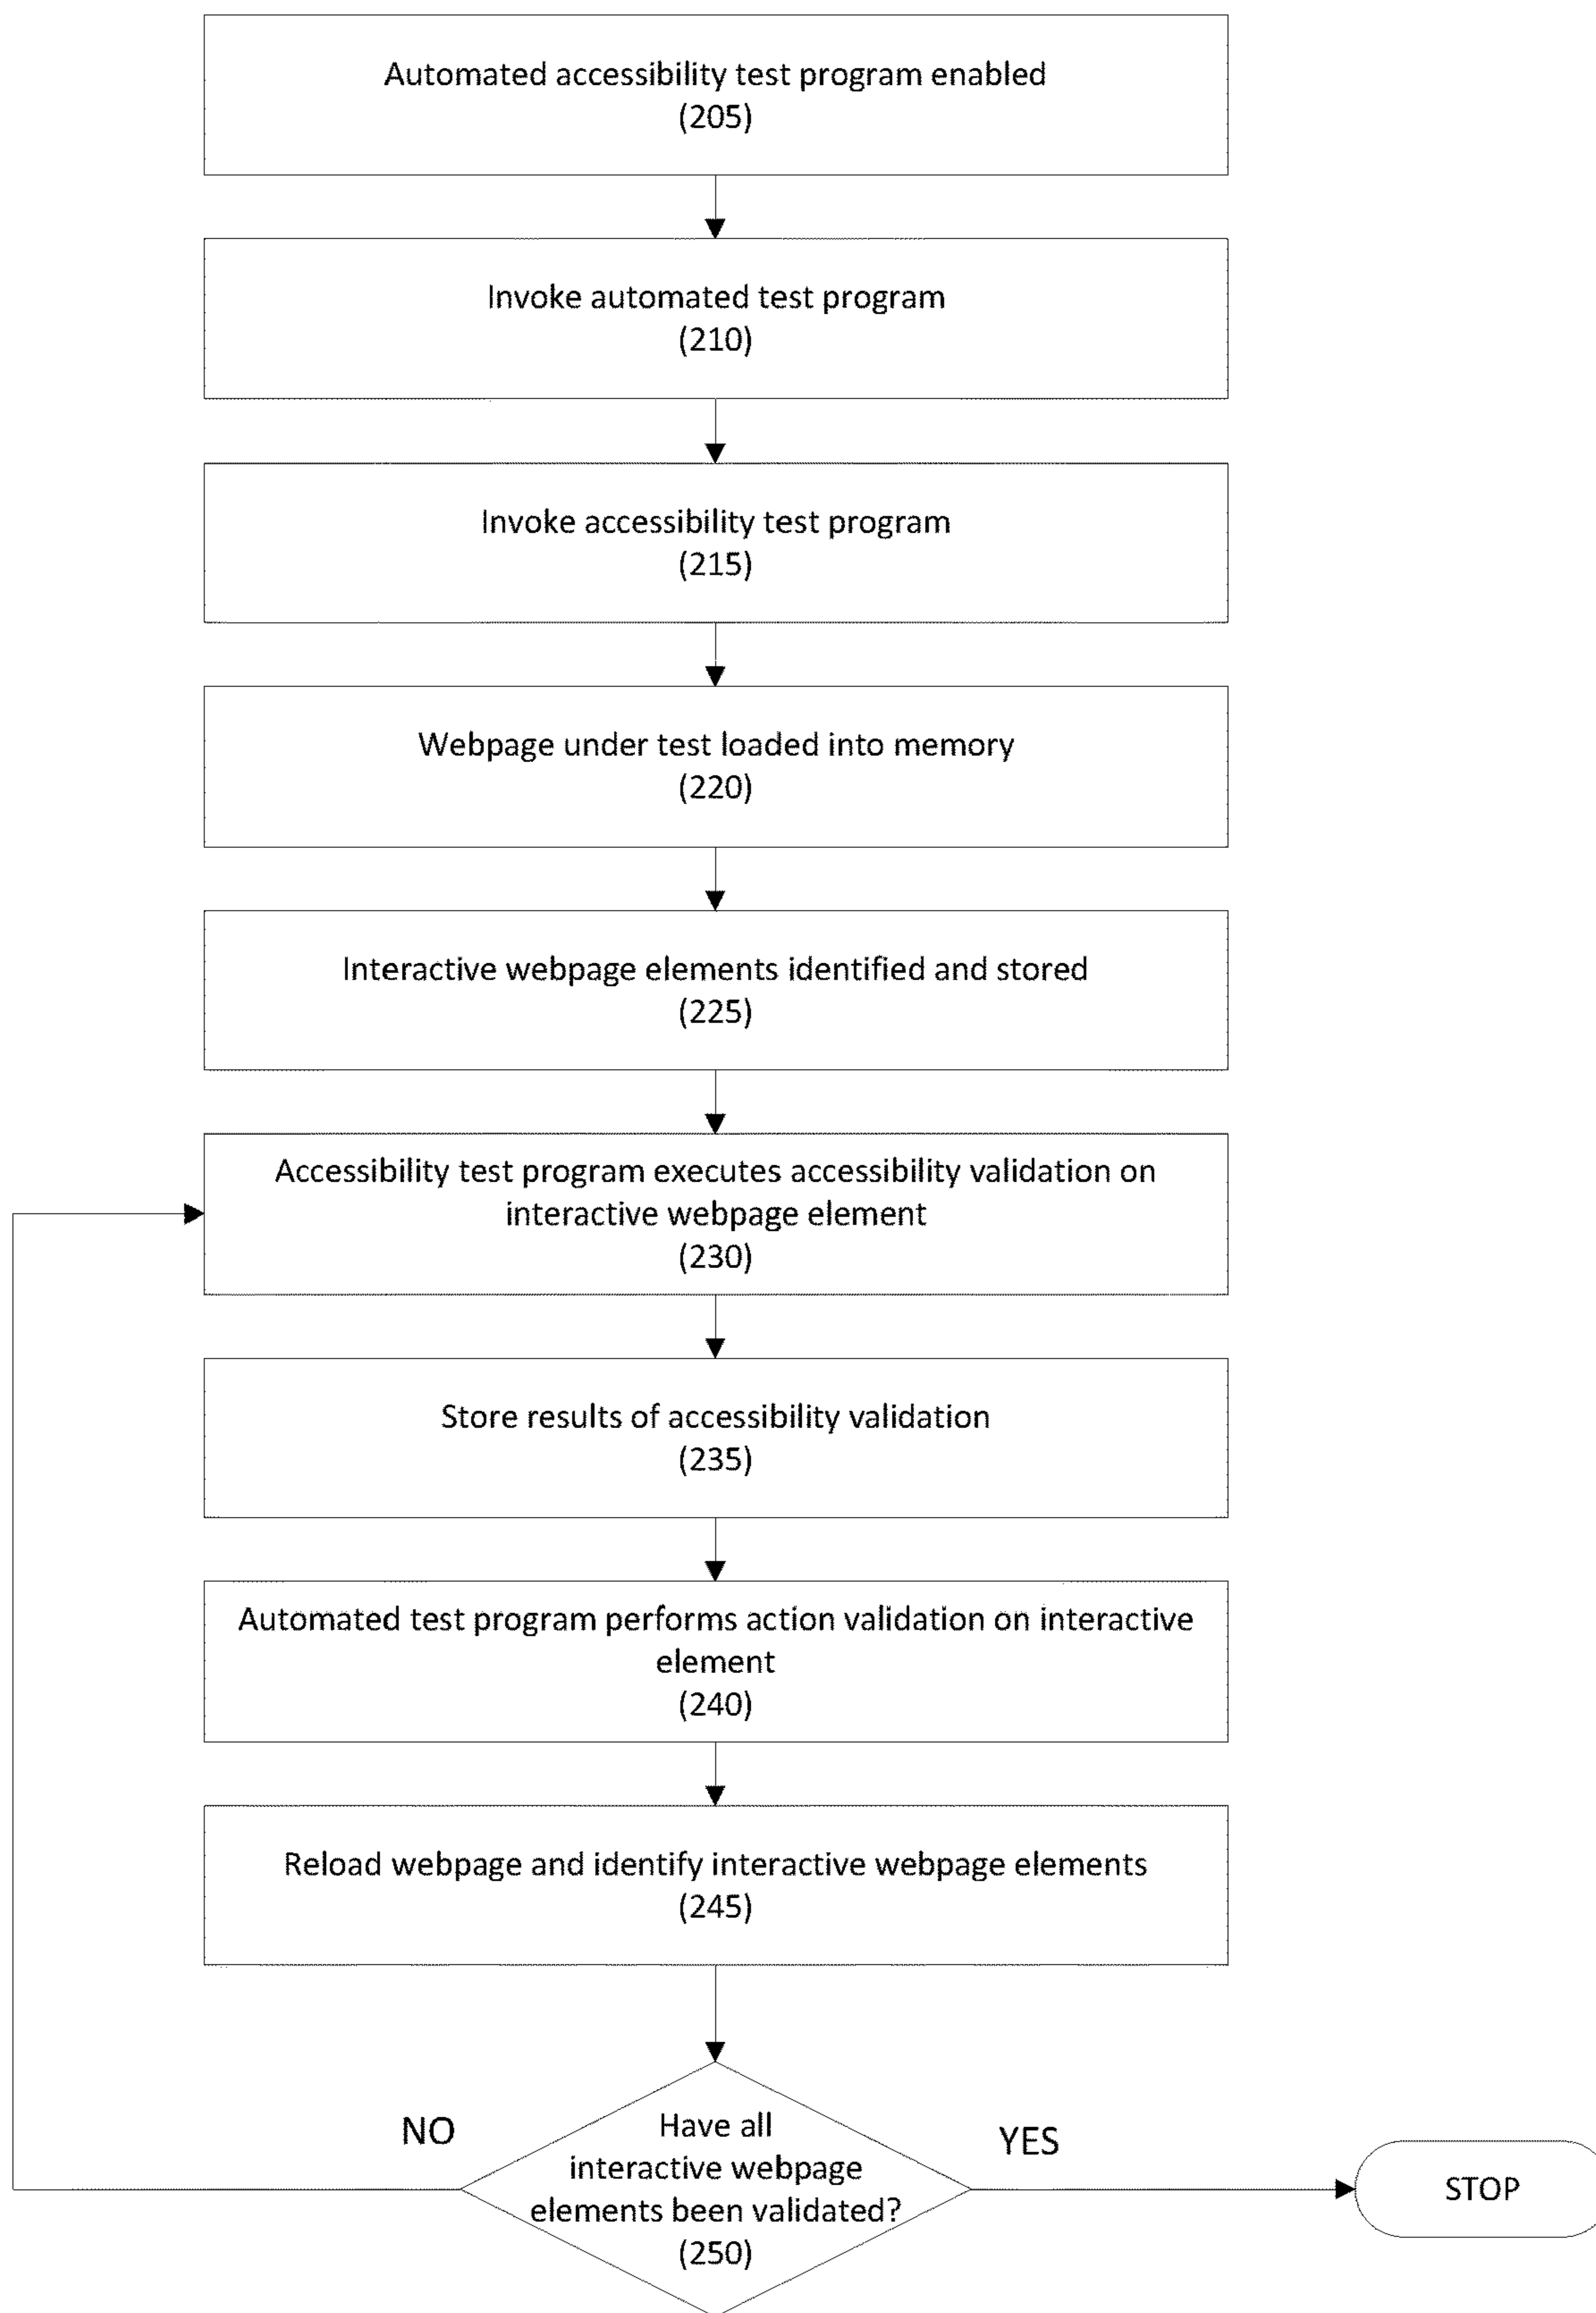 Automated accessibility test program enabled
(205)
Invoke automated test program
(210)
Invoke accessibility test program
(215)
Webpage under test loaded into memory
(220)
Interactive webpage elements identified and stored
(225)
Accessibility test program executes accessibility validation on
interactive webpage element
(230)
Store results of accessibility validation
(235)
Automated test program performs action validation on interactive
element
(240)
Reload webpage and identify interactive webpage elements
(245)
NO
Have all
interactive webpage
elements been validated?
(250)
YES
STOP